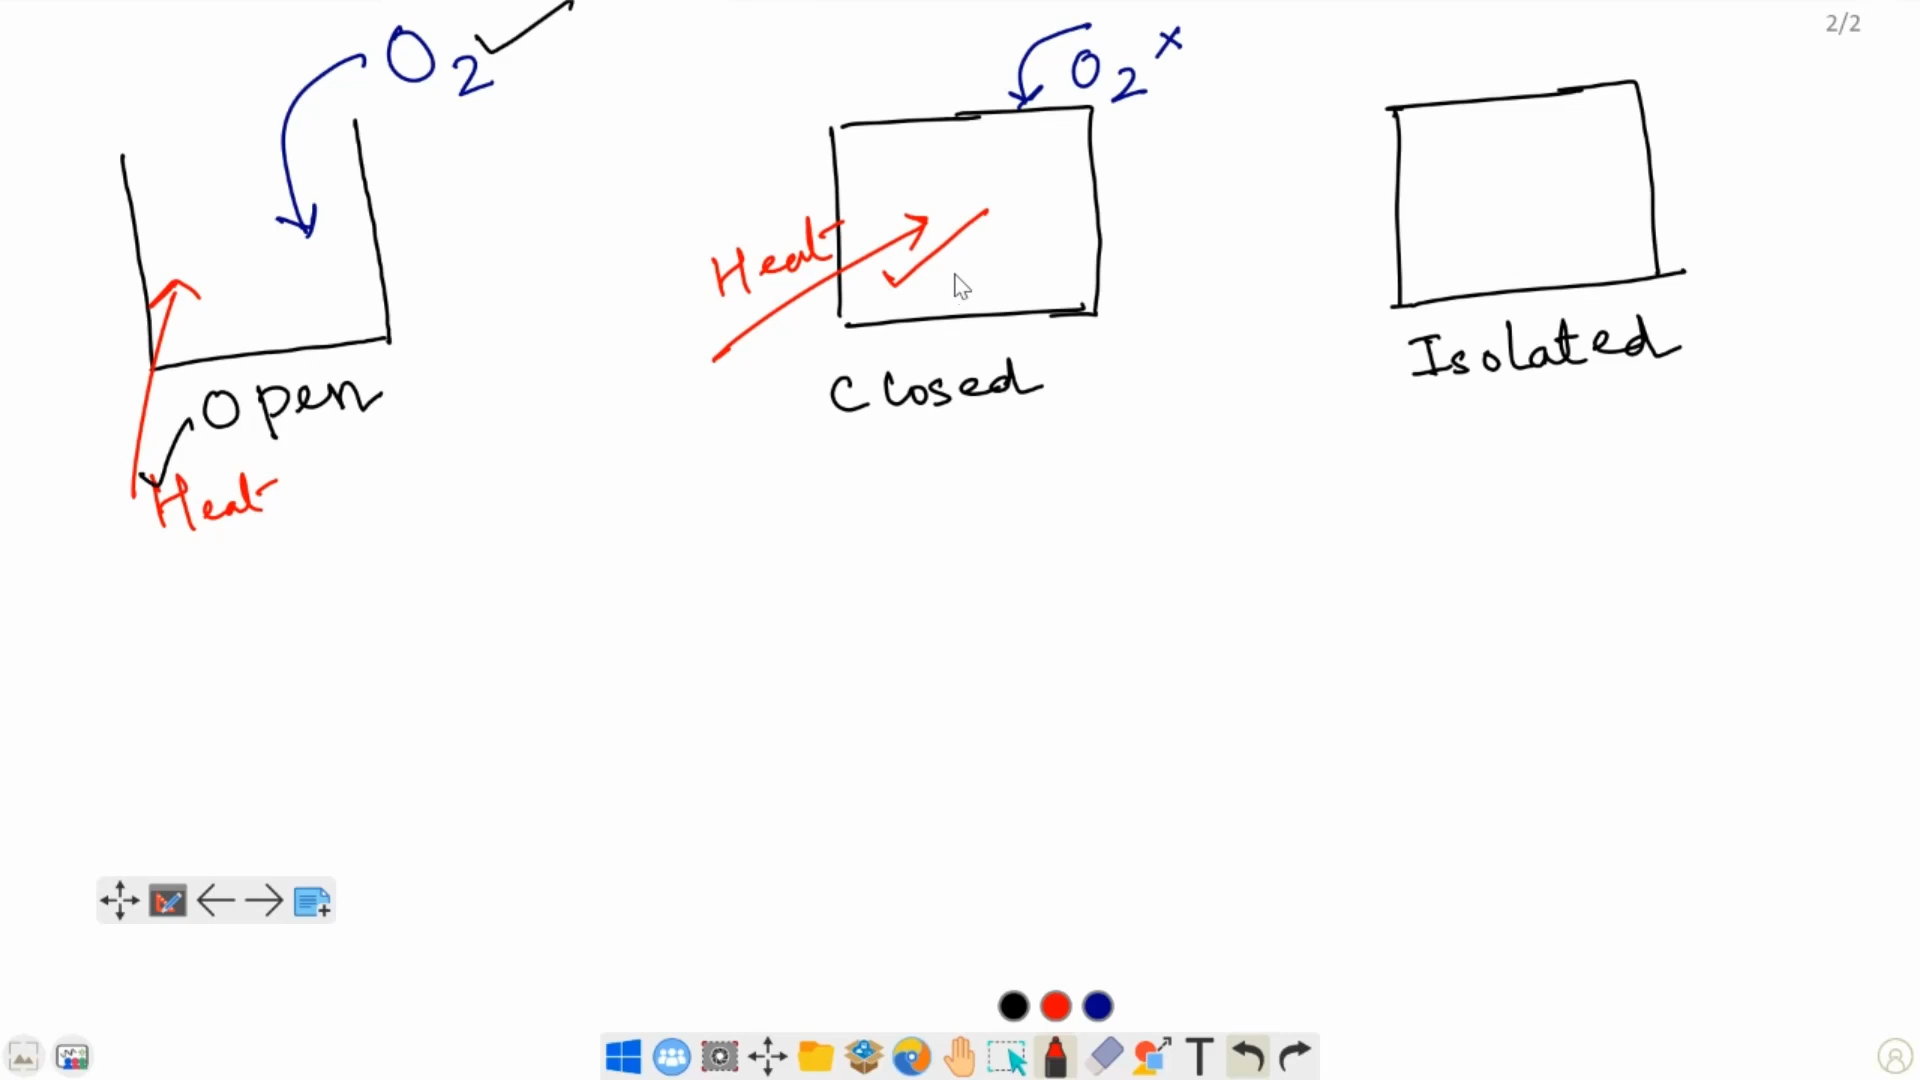 2/2
O2 ✓
O2 ×
Heat
Heat
Open
Closed
Isolated
T